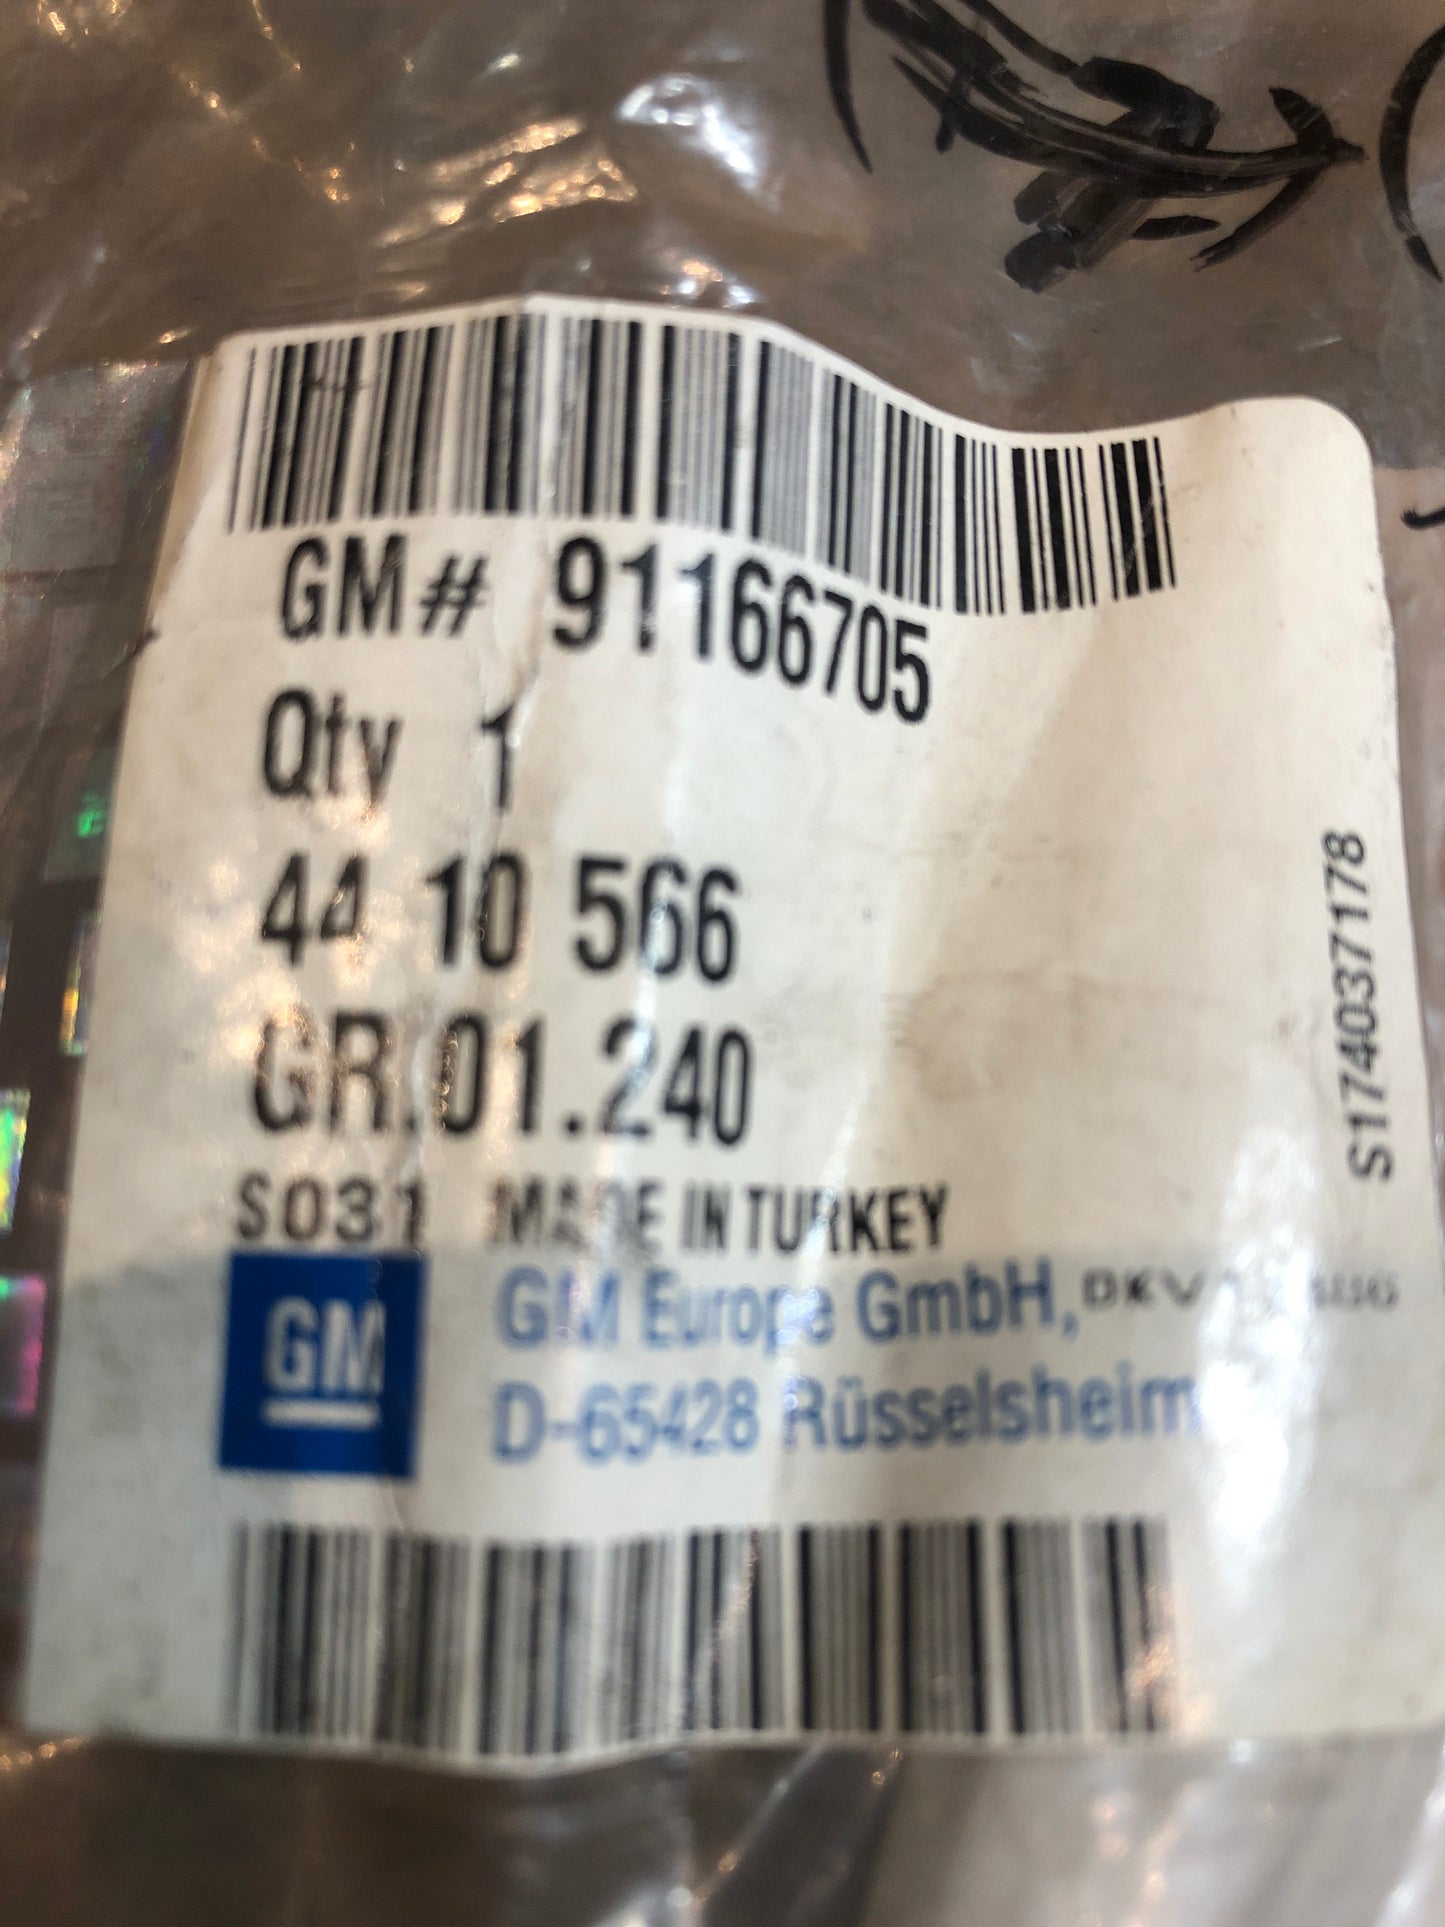 GM# 91166705
Qty 1
44 10 566
GR.01.240
S031 MADE IN TURKEY
GM
GM Europe GmbH,
D-65428 Rüsselsheim
S174037178